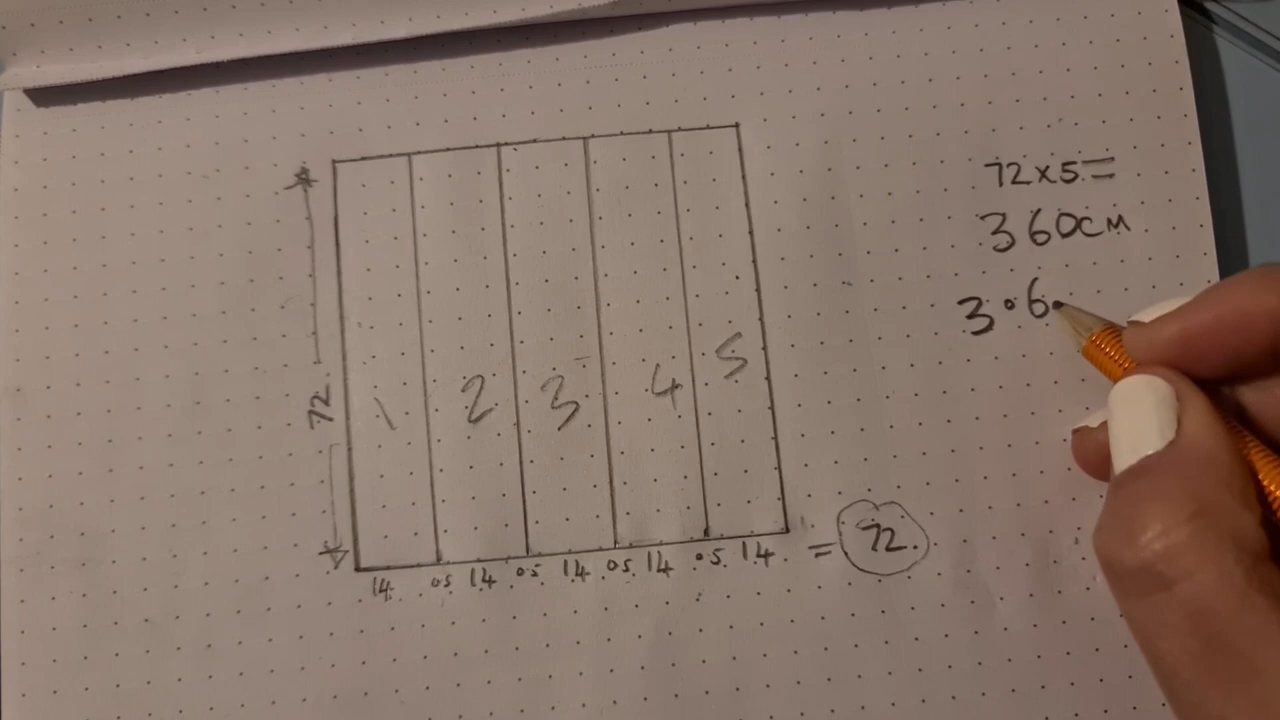 72x5=
360cm
3.6.
72.
1 2 3 4 5
14. .05 14 .05 14 .05 14 .05. 14 = 72.